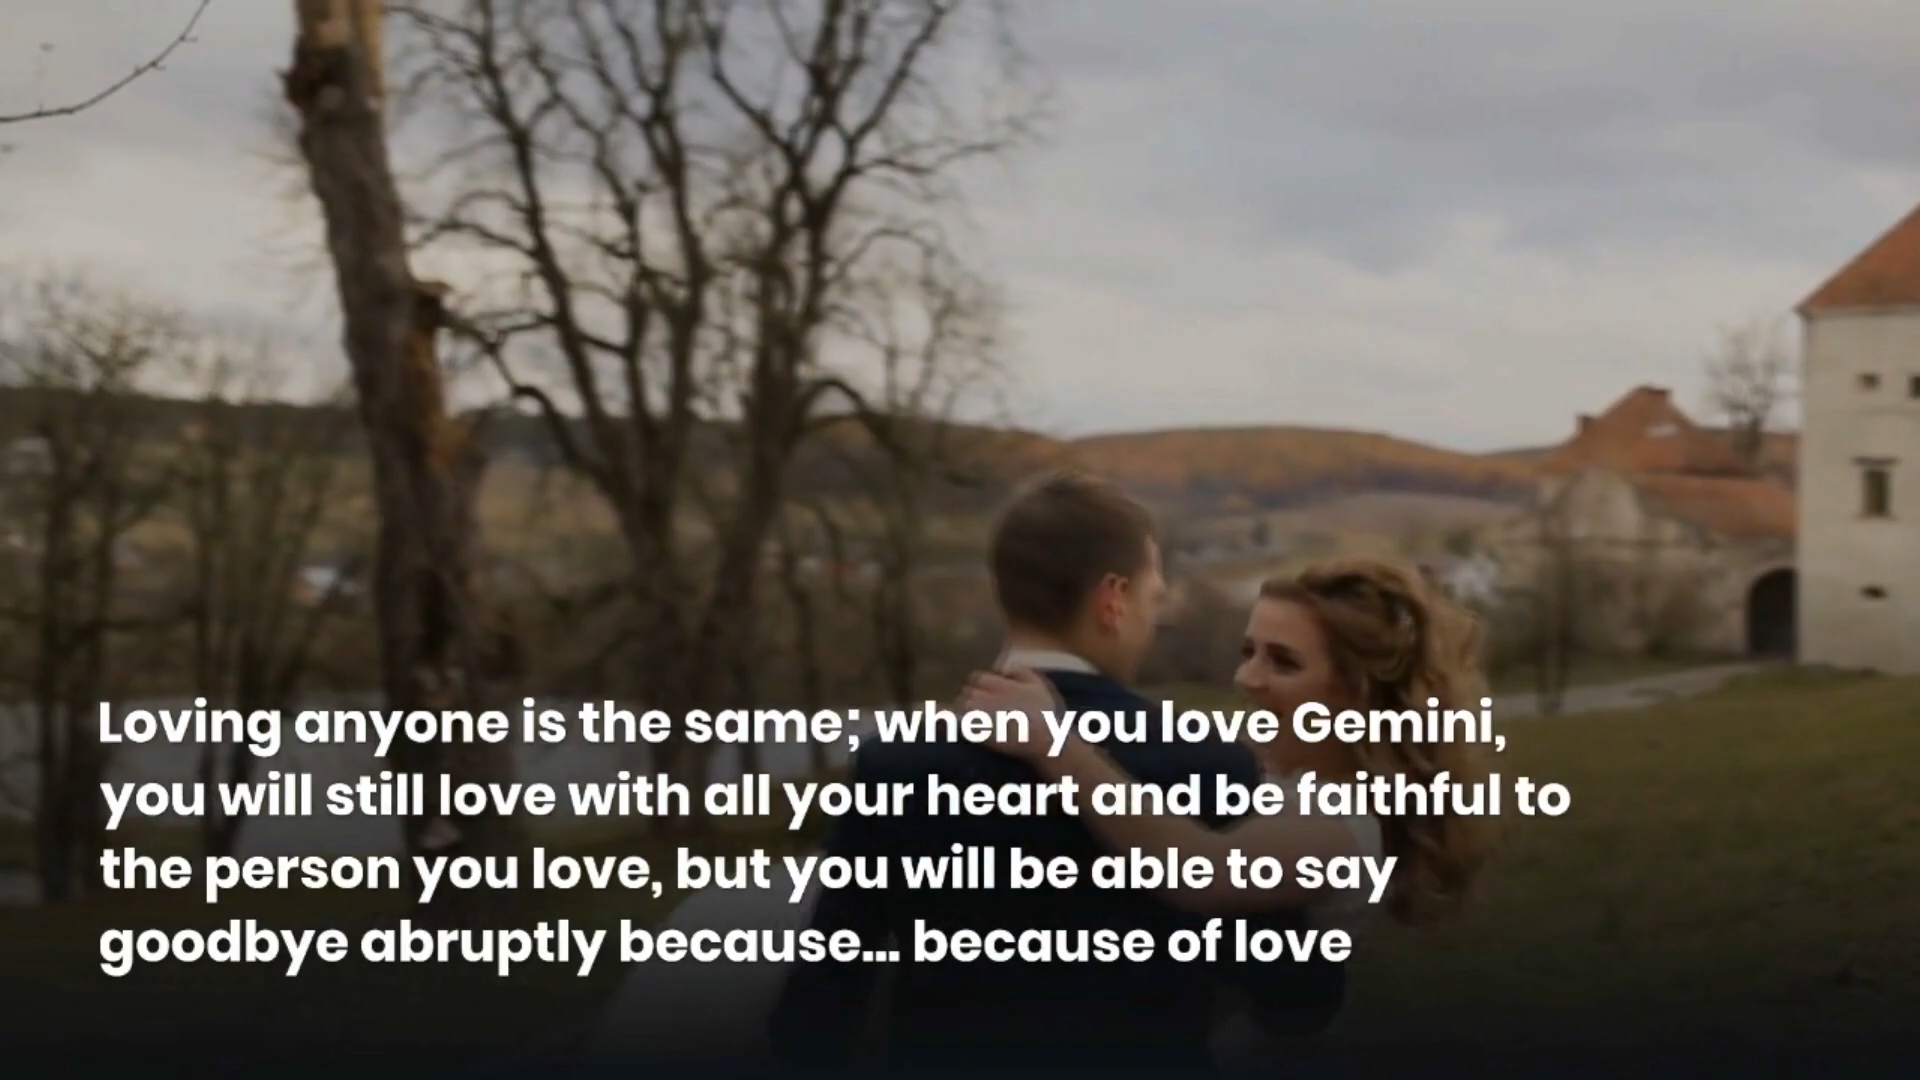 Loving anyone is the same; when you love Gemini,
you will still love with all your heart and be faithful to
the person you love, but you will be able to say
goodbye abruptly because... because of love